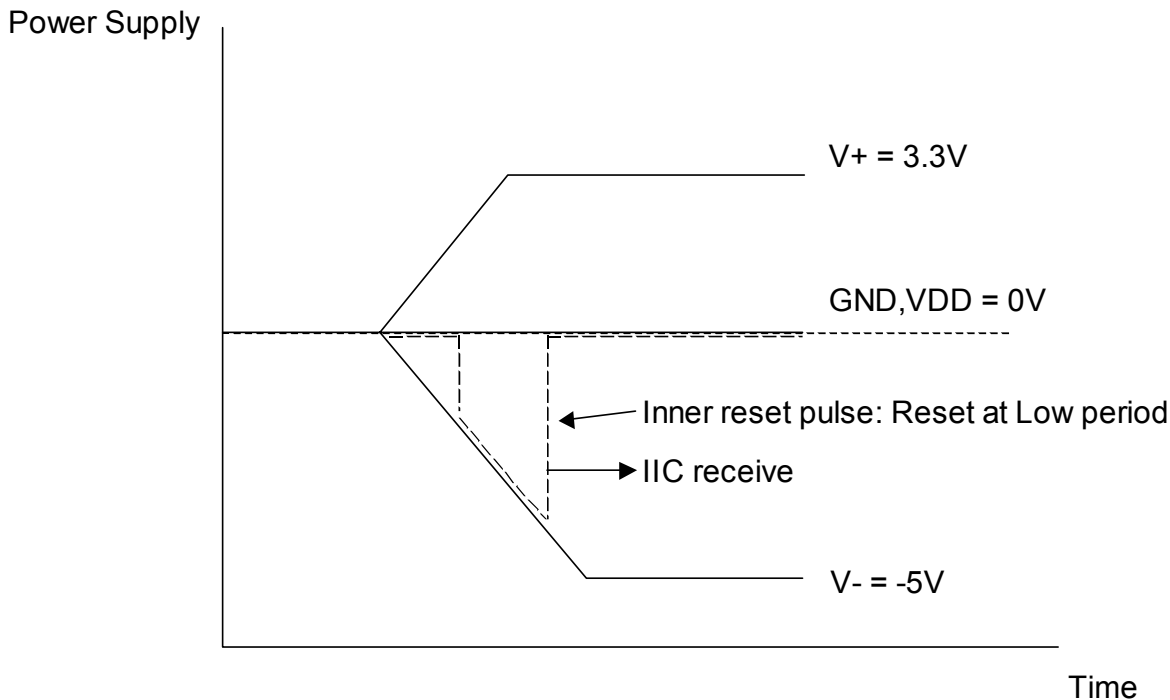 Power Supply
V+ = 3.3V
GND,VDD = 0V
Inner reset pulse: Reset at Low period
IIC receive
V- = -5V
Time